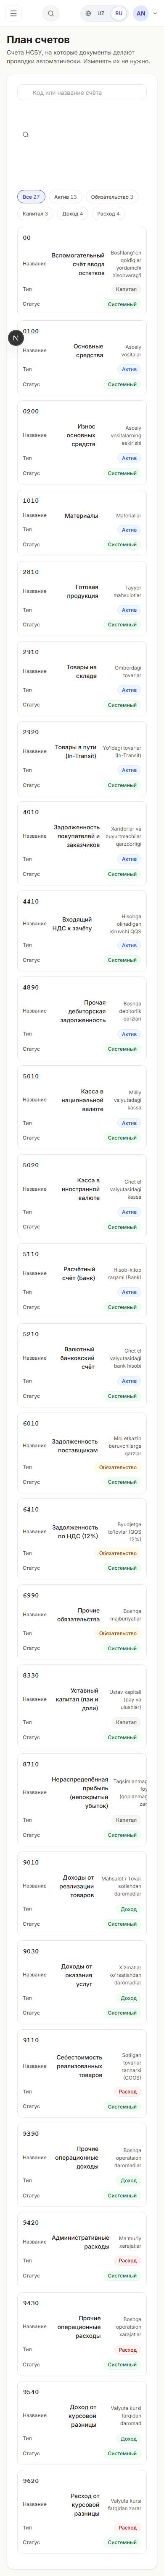 UZ RU AN
План счетов
Счета НСБУ, на которые документы делают
проводки автоматически. Изменять их не нужно.
Код или название счёта
Все 27 Актив 13 Обязательство 3
Капитал 3 Доход 4 Расход 4
00
Название Вспомогательный счёт ввода остатков Boshlang'ich qoldiqlar yordamchi hisobvarag'i
Тип Капитал
Статус Системный
N
0100
Название Основные средства Asosiy vositalar
Тип Актив
Статус Системный
0200
Название Износ основных средств Asosiy vositalarning eskirishi
Тип Актив
Статус Системный
1010
Название Материалы Materiallar
Тип Актив
Статус Системный
2810
Название Готовая продукция Tayyor mahsulotlar
Тип Актив
Статус Системный
2910
Название Товары на складе Ombordagi tovarlar
Тип Актив
Статус Системный
2920
Название Товары в пути (In-Transit) Yo'ldagi tovarlar (In-Transit)
Тип Актив
Статус Системный
4010
Название Задолженность покупателей и заказчиков Xaridorlar va buyurtmachilar qarzdorligi
Тип Актив
Статус Системный
4410
Название Входящий НДС к зачёту Hisobga olinadigan kiruvchi QQS
Тип Актив
Статус Системный
4890
Название Прочая дебиторская задолженность Boshqa debitorlik qarzlari
Тип Актив
Статус Системный
5010
Название Касса в национальной валюте Milliy valyutadagi kassa
Тип Актив
Статус Системный
5020
Название Касса в иностранной валюте Chet el valyutasidagi kassa
Тип Актив
Статус Системный
5110
Название Расчётный счёт (Банк) Hisob-kitob raqami (Bank)
Тип Актив
Статус Системный
5210
Название Валютный банковский счёт Chet el valyutasidagi bank hisobi
Тип Актив
Статус Системный
6010
Название Задолженность поставщикам Mol etkazib beruvchilarga qarzlar
Тип Обязательство
Статус Системный
6410
Название Задолженность по НДС (12%) Byudjetga to'lovlar (QQS 12%)
Тип Обязательство
Статус Системный
6990
Название Прочие обязательства Boshqa majburiyatlar
Тип Обязательство
Статус Системный
8330
Название Уставный капитал (паи и доли) Ustav kapitali (pay va ulushlar)
Тип Капитал
Статус Системный
8710
Название Нераспределённая прибыль (непокрытый убыток)
Тип Капитал
Статус Системный
9010
Название Доходы от реализации товаров Mahsulot / Tovar sotishdan daromadlar
Тип Доход
Статус Системный
9030
Название Доходы от оказания услуг Xizmatlar ko'rsatishdan daromadlar
Тип Доход
Статус Системный
9110
Название Себестоимость реализованных товаров Sotilgan tovarlar tannarxi (COGS)
Тип Расход
Статус Системный
9390
Название Прочие операционные доходы Boshqa operatsion daromadlar
Тип Доход
Статус Системный
9420
Название Административные расходы Ma'muriy xarajatlar
Тип Расход
Статус Системный
9430
Название Прочие операционные расходы Boshqa operatsion xarajatlar
Тип Расход
Статус Системный
9540
Название Доход от курсовой разницы Valyuta kursi farqidan daromad
Тип Доход
Статус Системный
9620
Название Расход от курсовой разницы Valyuta kursi farqidan zarar
Тип Расход
Статус Системный